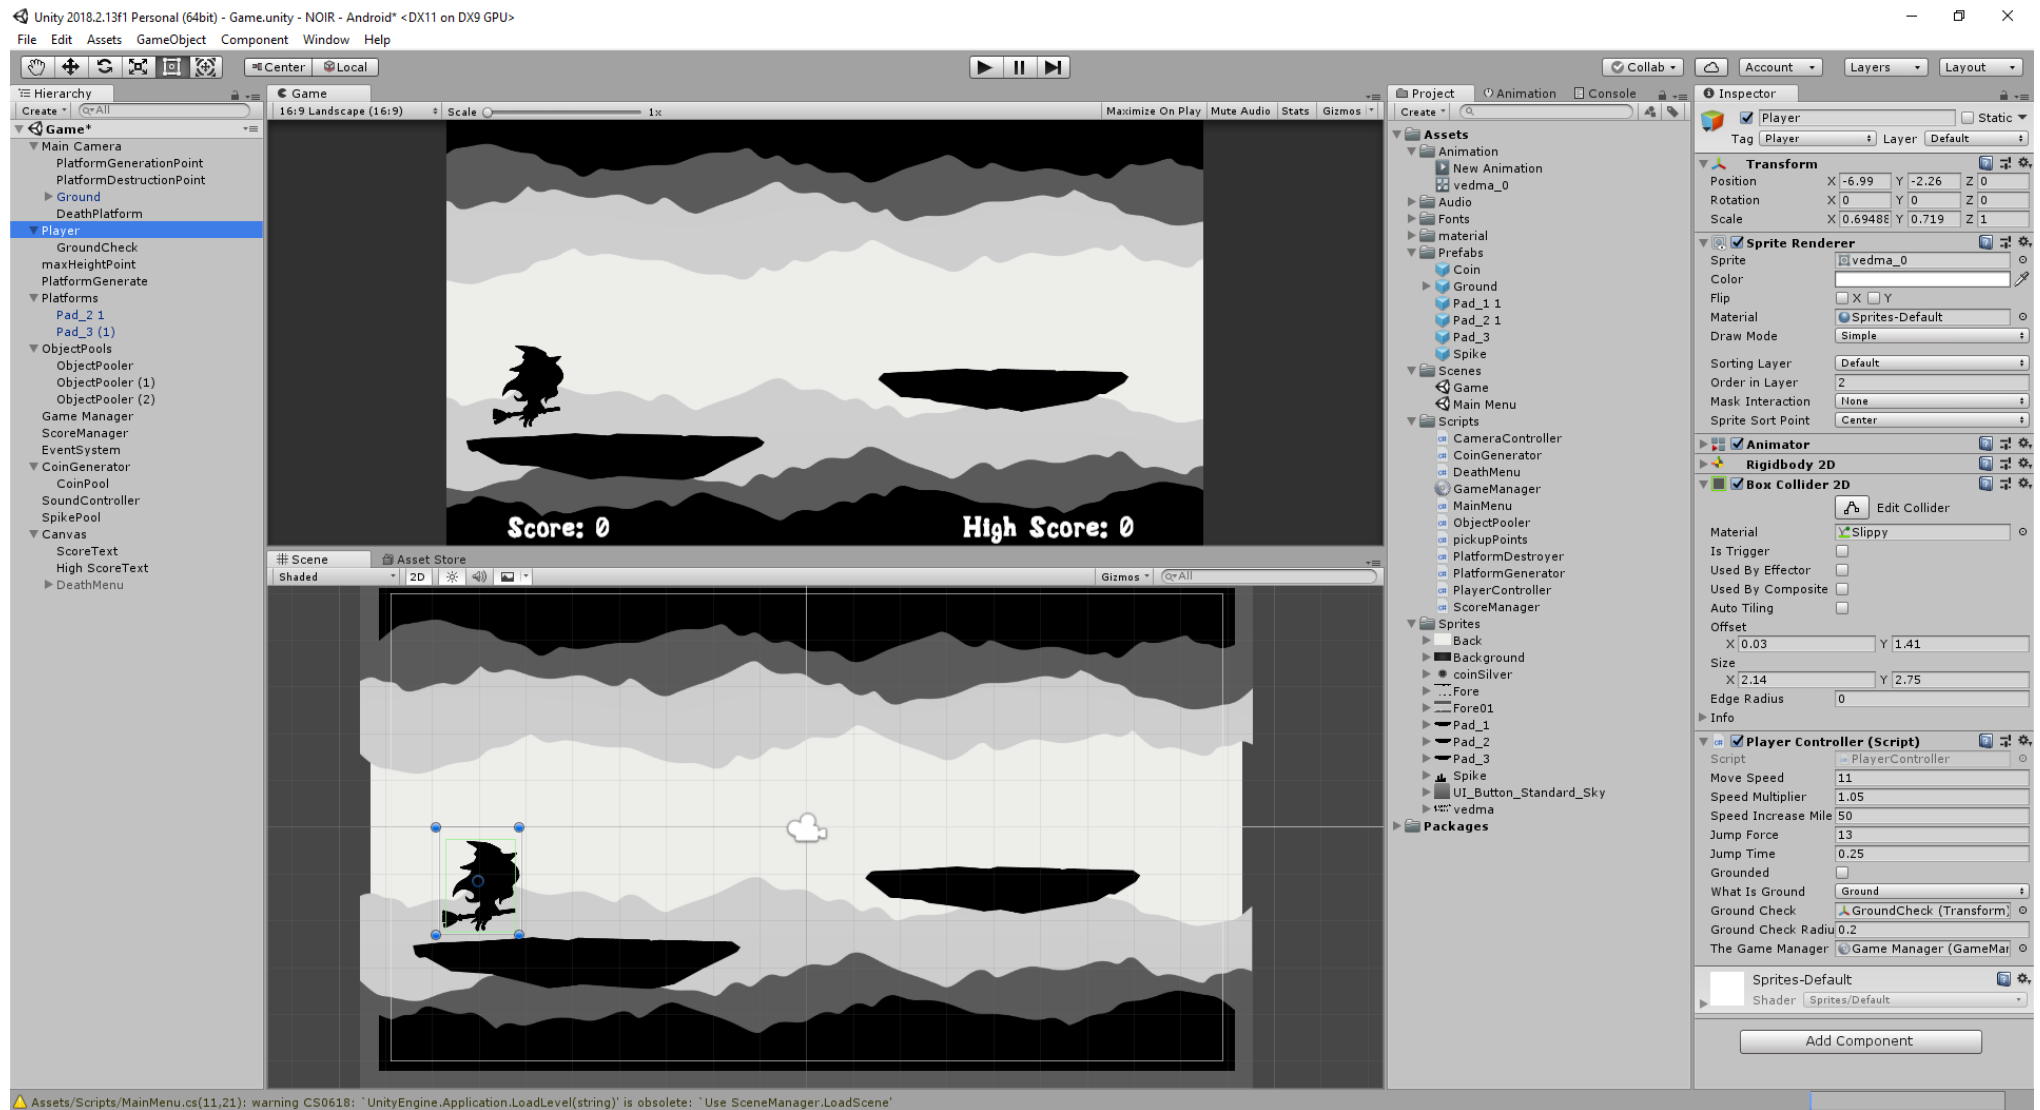 Unity 2018.2.13f1 Personal (64bit) - Game.unity - NOIR - Android* <DX11 on DX9 GPU>
File Edit Assets GameObject Component Window Help
Center Local
Collab Account Layers Layout
Hierarchy
Create All
Game*
Main Camera
PlatformGenerationPoint
PlatformDestructionPoint
Ground
DeathPlatform
Player
GroundCheck
maxHeightPoint
PlatformGenerate
Platforms
Pad_2 1
Pad_3 (1)
ObjectPools
ObjectPooler
ObjectPooler (1)
ObjectPooler (2)
Game Manager
ScoreManager
EventSystem
CoinGenerator
CoinPool
SoundController
SpikePool
Canvas
ScoreText
High ScoreText
DeathMenu
Game
16:9 Landscape (16:9) Scale 1x Maximize On Play Mute Audio Stats Gizmos
Score: 0 High Score: 0
Scene Asset Store
Shaded 2D Gizmos All
Project Animation Console
Create
Assets
Animation
New Animation
vedma_0
Audio
Fonts
material
Prefabs
Coin
Ground
Pad_1 1
Pad_2 1
Pad_3
Spike
Scenes
Game
Main Menu
Scripts
CameraController
CoinGenerator
DeathMenu
GameManager
MainMenu
ObjectPooler
pickupPoints
PlatformDestroyer
PlatformGenerator
PlayerController
ScoreManager
Sprites
Back
Background
coinSilver
Fore
Fore01
Pad_1
Pad_2
Pad_3
Spike
UI_Button_Standard_Sky
vedma
Packages
Inspector
Player Static
Tag Player Layer Default
Transform
Position X -6.99 Y -2.26 Z 0
Rotation X 0 Y 0 Z 0
Scale X 0.69488 Y 0.719 Z 1
Sprite Renderer
Sprite vedma_0
Color
Flip X Y
Material Sprites-Default
Draw Mode Simple
Sorting Layer Default
Order in Layer 2
Mask Interaction None
Sprite Sort Point Center
Animator
Rigidbody 2D
Box Collider 2D
Edit Collider
Material Slippy
Is Trigger
Used By Effector
Used By Composite
Auto Tiling
Offset
X 0.03 Y 1.41
Size
X 2.14 Y 2.75
Edge Radius 0
Info
Player Controller (Script)
Script PlayerController
Move Speed 11
Speed Multiplier 1.05
Speed Increase Mile 50
Jump Force 13
Jump Time 0.25
Grounded
What Is Ground Ground
Ground Check GroundCheck (Transform)
Ground Check Radiu 0.2
The Game Manager Game Manager (GameMar
Sprites-Default
Shader Sprites/Default
Add Component
Assets/Scripts/MainMenu.cs(11,21): warning CS0618: `UnityEngine.Application.LoadLevel(string)' is obsolete: `Use SceneManager.LoadScene'